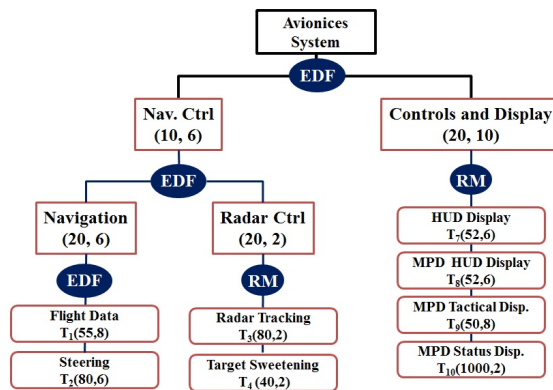 Avionices
System
EDF
Nav. Ctrl
(10, 6)
Controls and Display
(20, 10)
EDF
RM
Navigation
(20, 6)
Radar Ctrl
(20, 2)
HUD Display
T7(52,6)
EDF
RM
MPD HUD Display
T8(52,6)
Flight Data
T1(55,8)
Radar Tracking
T3(80,2)
MPD Tactical Disp.
T9(50,8)
Steering
T2(80,6)
Target Sweetening
T4 (40,2)
MPD Status Disp.
T10(1000,2)